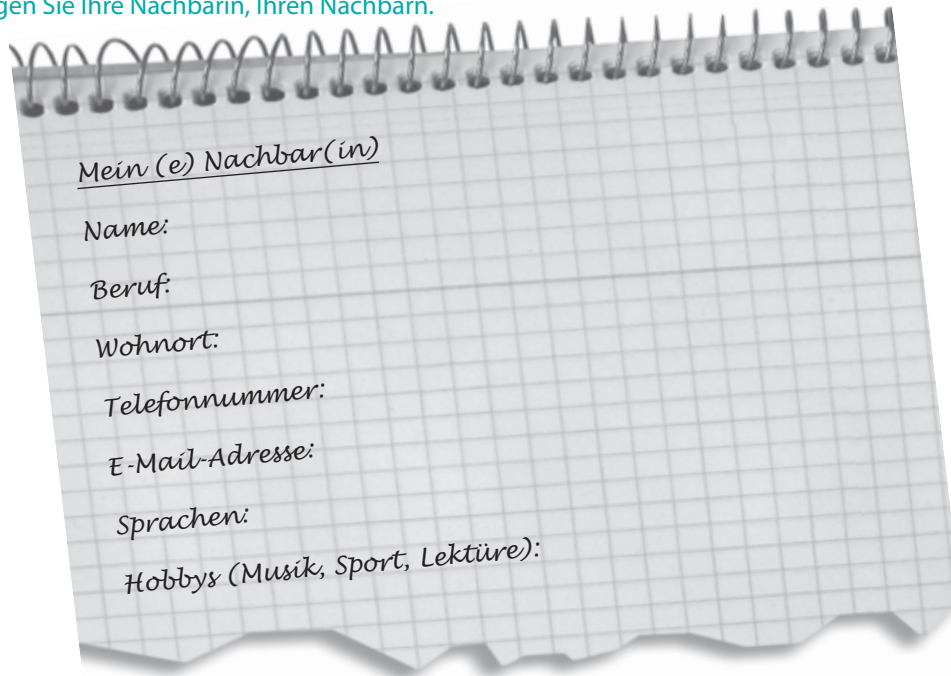 gen Sie Ihre Nachbarin, Ihren Nachbarn.
Mein (e) Nachbar(in)
Name:
Beruf:
Wohnort:
Telefonnummer:
E-Mail-Adresse:
Sprachen:
Hobbys (Musik, Sport, Lektüre):